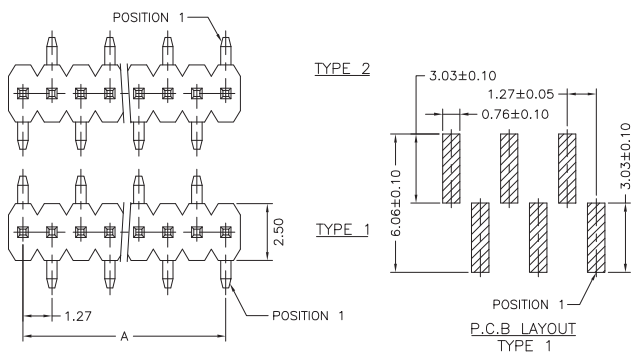 POSITION 1
TYPE 2
3.03±0.10
1.27±0.05
0.76±0.10
6.06±0.10
3.03±0.10
TYPE 1
2.50
POSITION 1
1.27
A
POSITION 1
P.C.B LAYOUT
TYPE 1